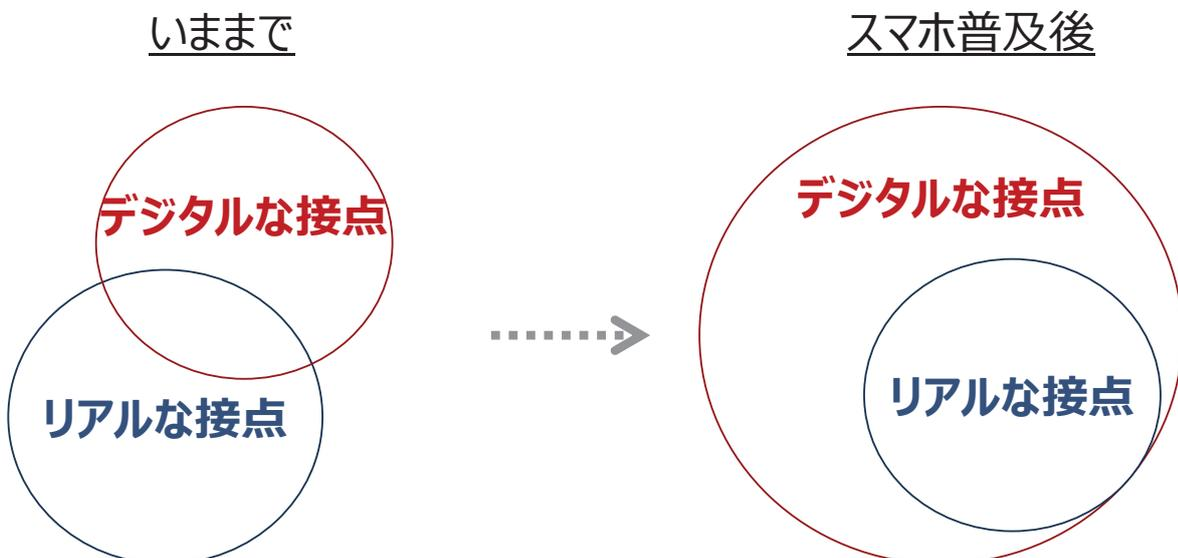 いままで
スマホ普及後
デジタルな接点
デジタルな接点
リアルな接点
リアルな接点